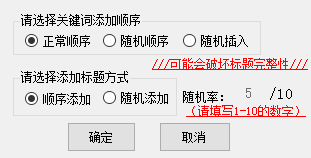 请选择关键词添加顺序
正常顺序 随机顺序 随机插入
///可能会破坏标题完整性///
请选择添加标题方式
顺序添加 随机添加 随机率: 5 /10
(请填写1-10的数字)
确定 取消